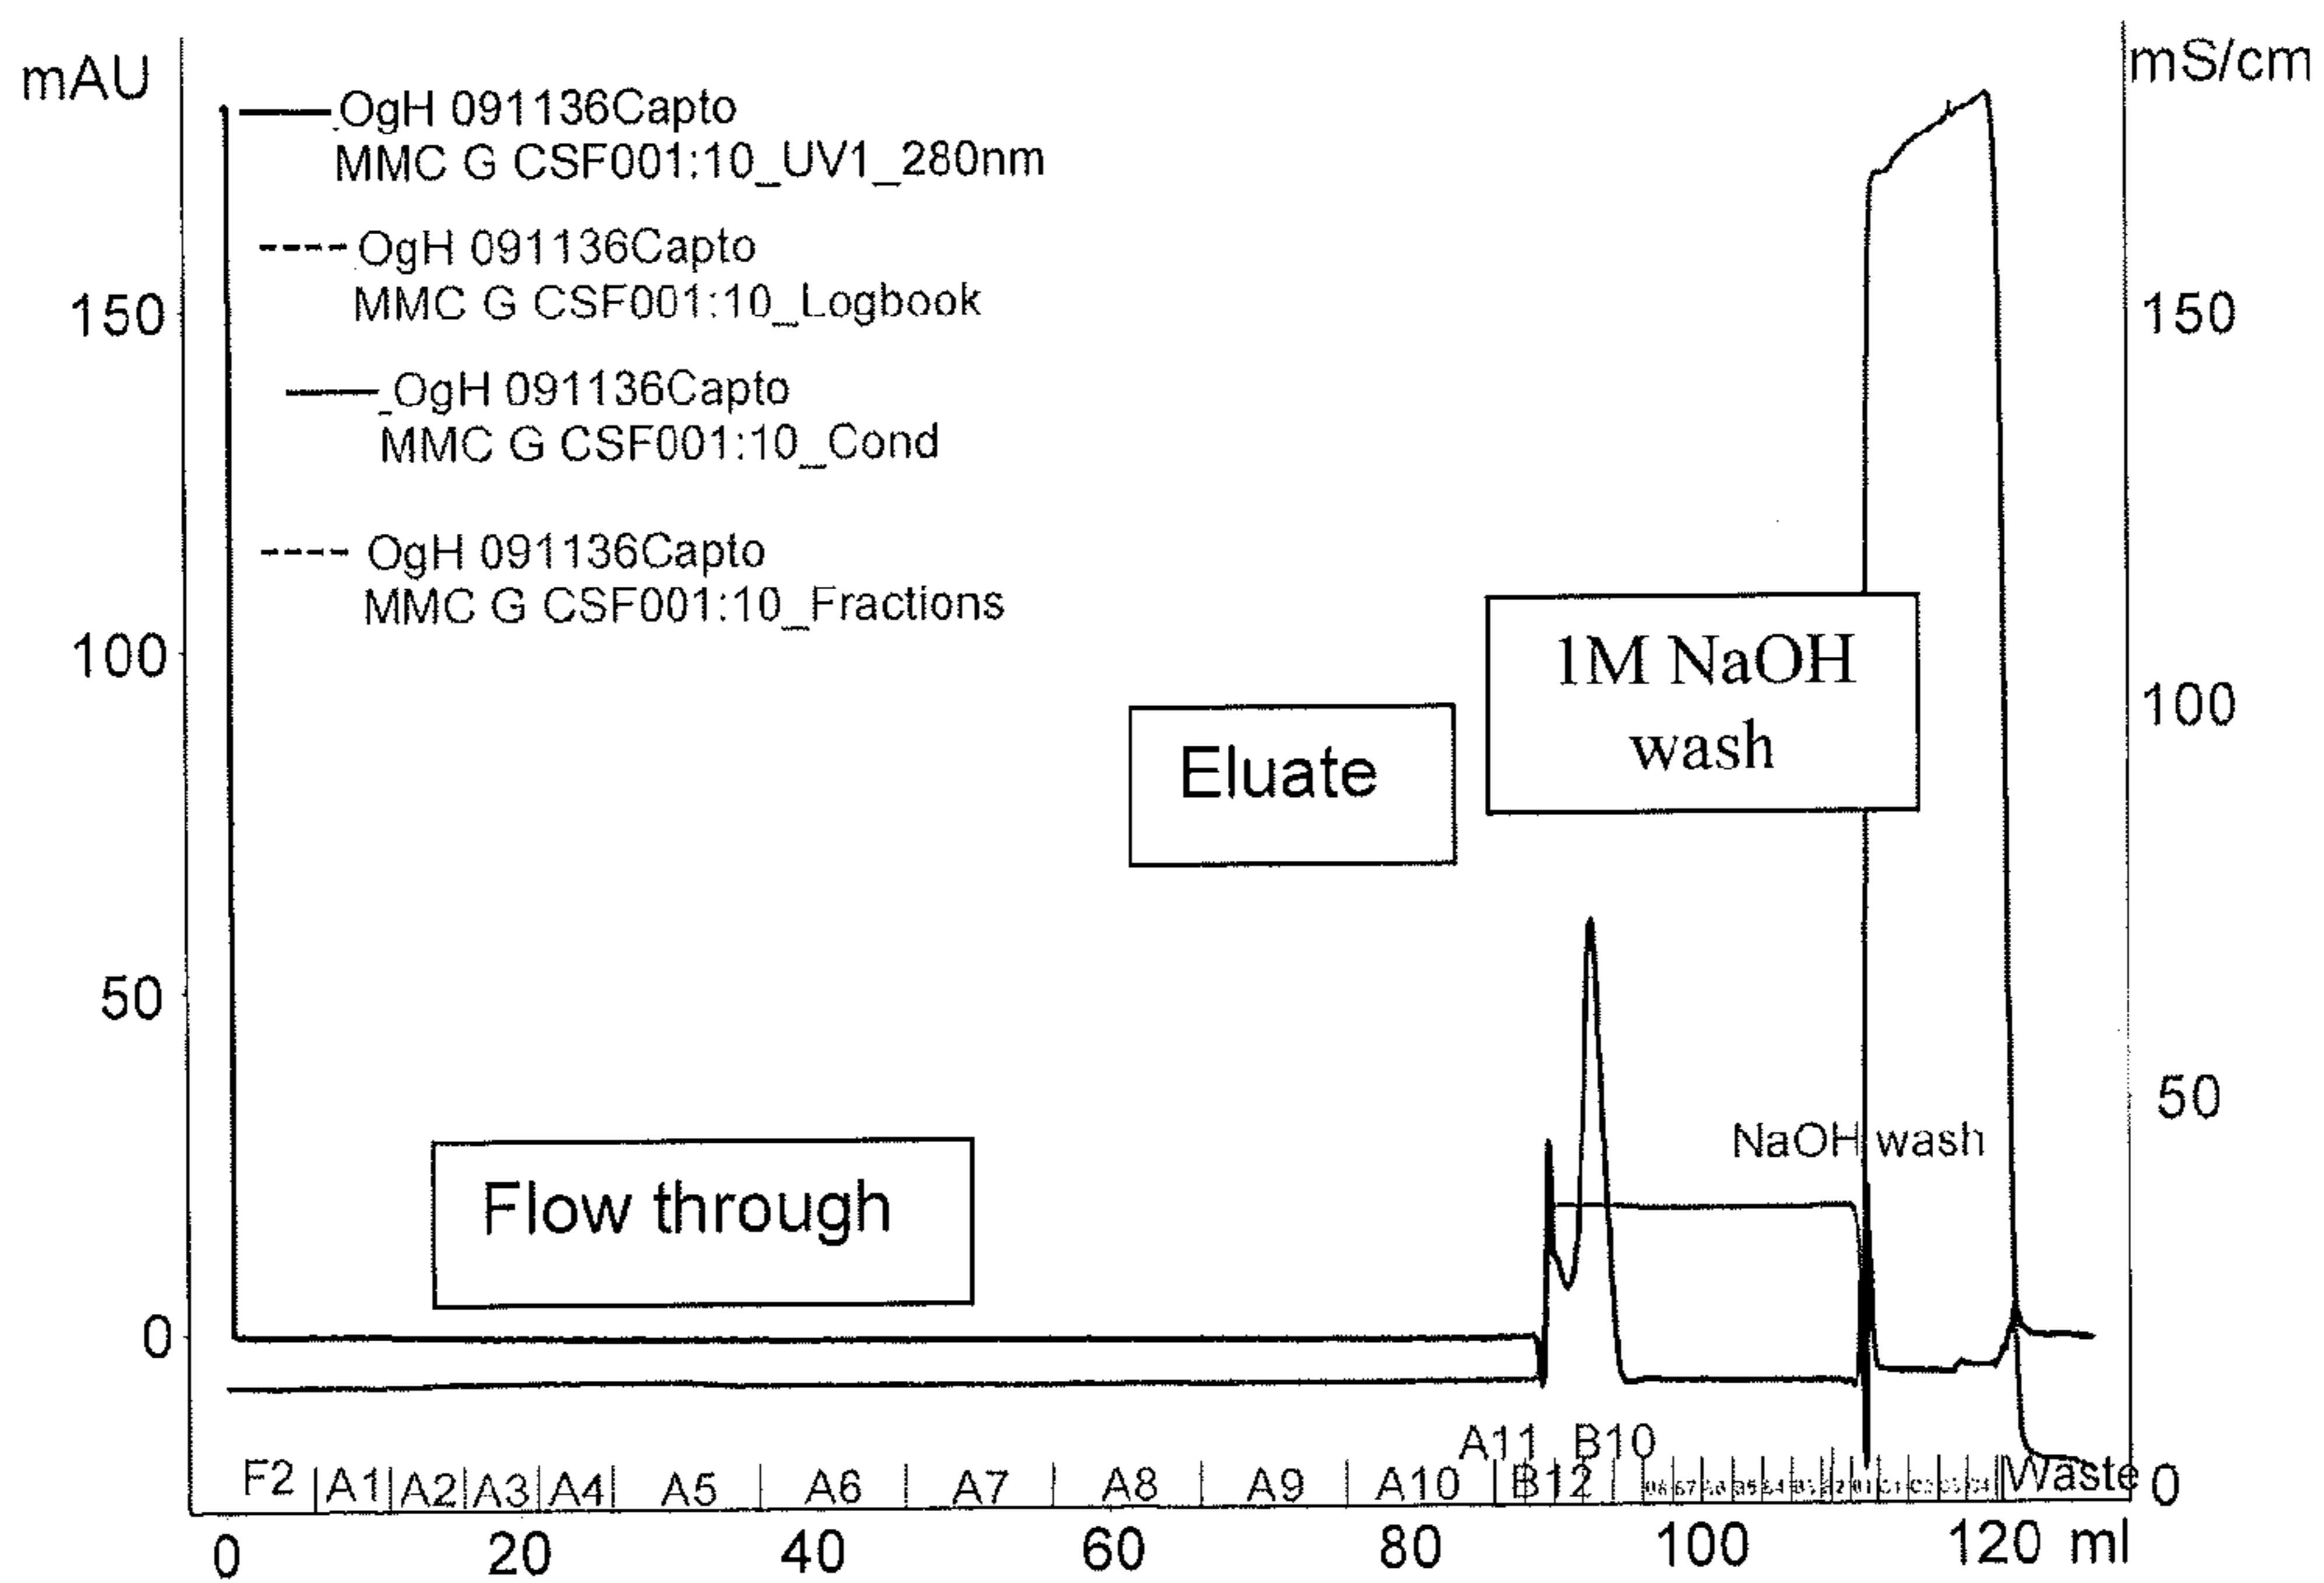 mAU
mS/cm
OgH 091136Capto
MMC G CSF001:10_UV1_280nm
OgH 091136Capto
MMC G CSF001:10_Logbook
OgH 091136Capto
MMC G CSF001:10_Cond
OgH 091136Capto
MMC G CSF001:10_Fractions
150
100
50
0
150
100
50
0
1M NaOH
wash
Eluate
Flow through
NaOH wash
A11 B10
F2 A1 A2 A3 A4 A5 A6 A7 A8 A9 A10 B12 Waste
0 20 40 60 80 100 120 ml